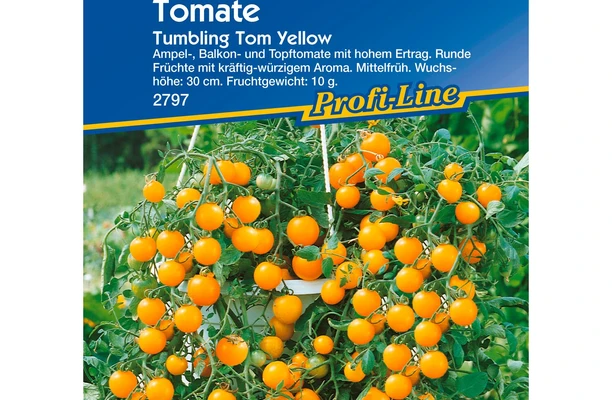 Tomate
Tumbling Tom Yellow
Ampel-, Balkon- und Topftomate mit hohem Ertrag. Runde
Früchte mit kräftig-würzigem Aroma. Mittelfrüh. Wuchs-
höhe: 30 cm. Fruchtgewicht: 10 g.
2797
Profi-Line